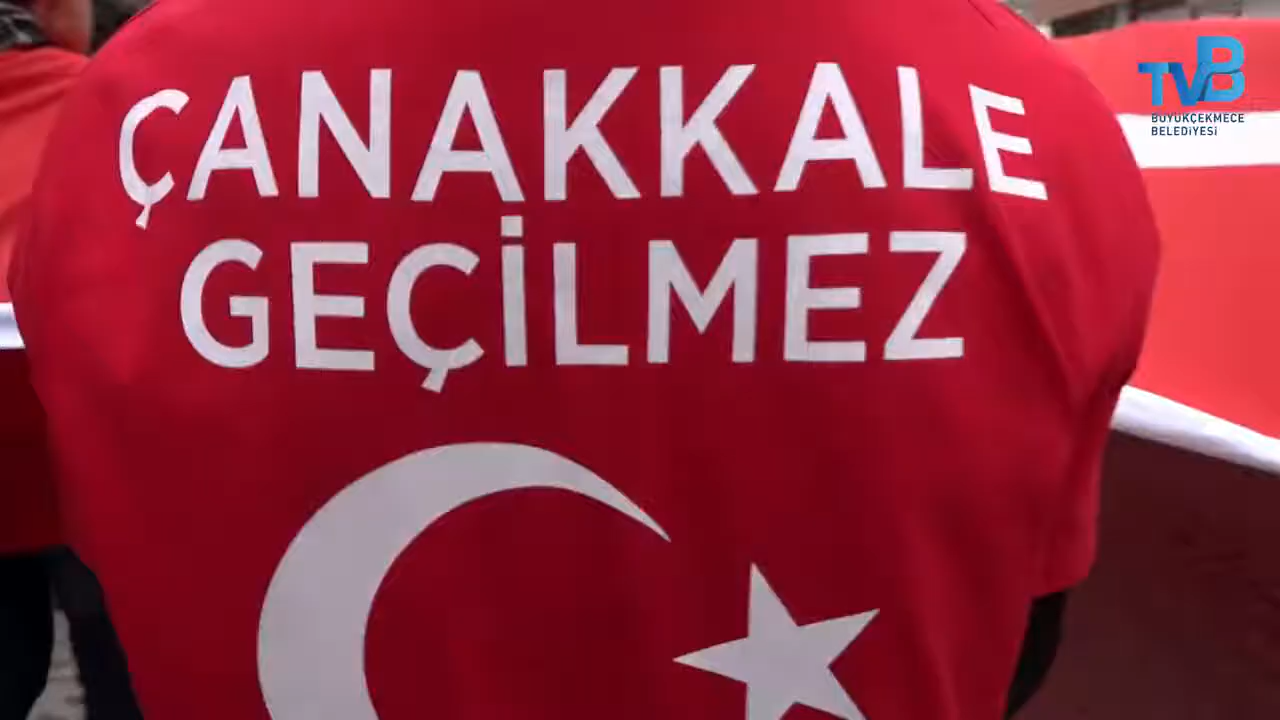 ÇANAKKALE
GEÇİLMEZ
TVB
BÜYÜKÇEKMECE
BELEDİYESİ